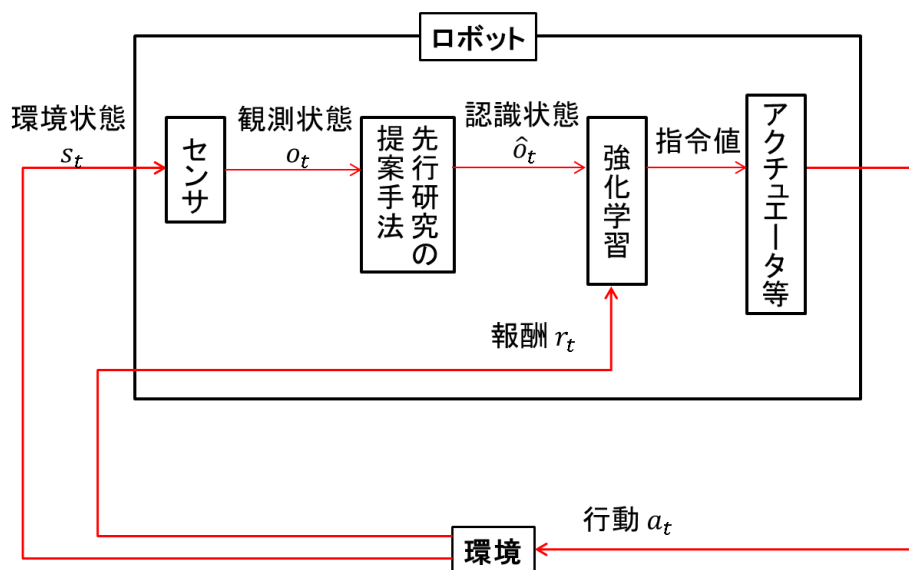 ロボット
環境状態
s_t
センサ
観測状態
o_t
先行研究の
提案手法
認識状態
ô_t
強化学習
指令値
アクチュエータ等
報酬 r_t
行動 a_t
環境